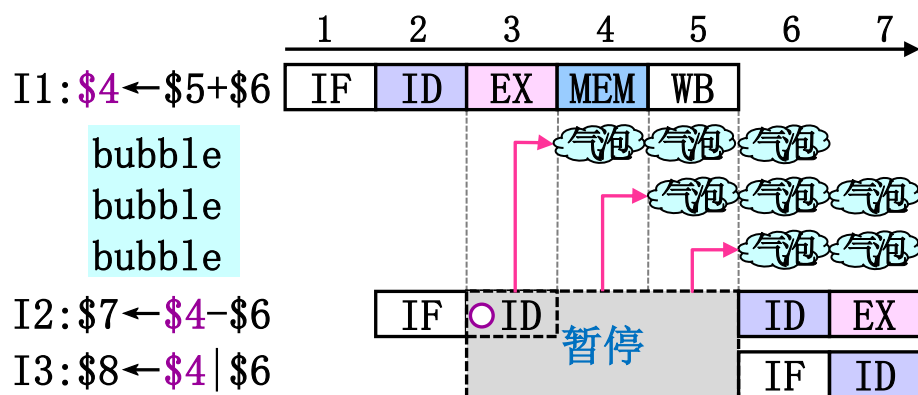 1 2 3 4 5 6 7
I1:$4←$5+$6 IF ID EX MEM WB
bubble 气泡 气泡 气泡
bubble 气泡 气泡 气泡
bubble 气泡 气泡
I2:$7←$4-$6 IF ID ID EX
暂停
I3:$8←$4|$6 IF ID